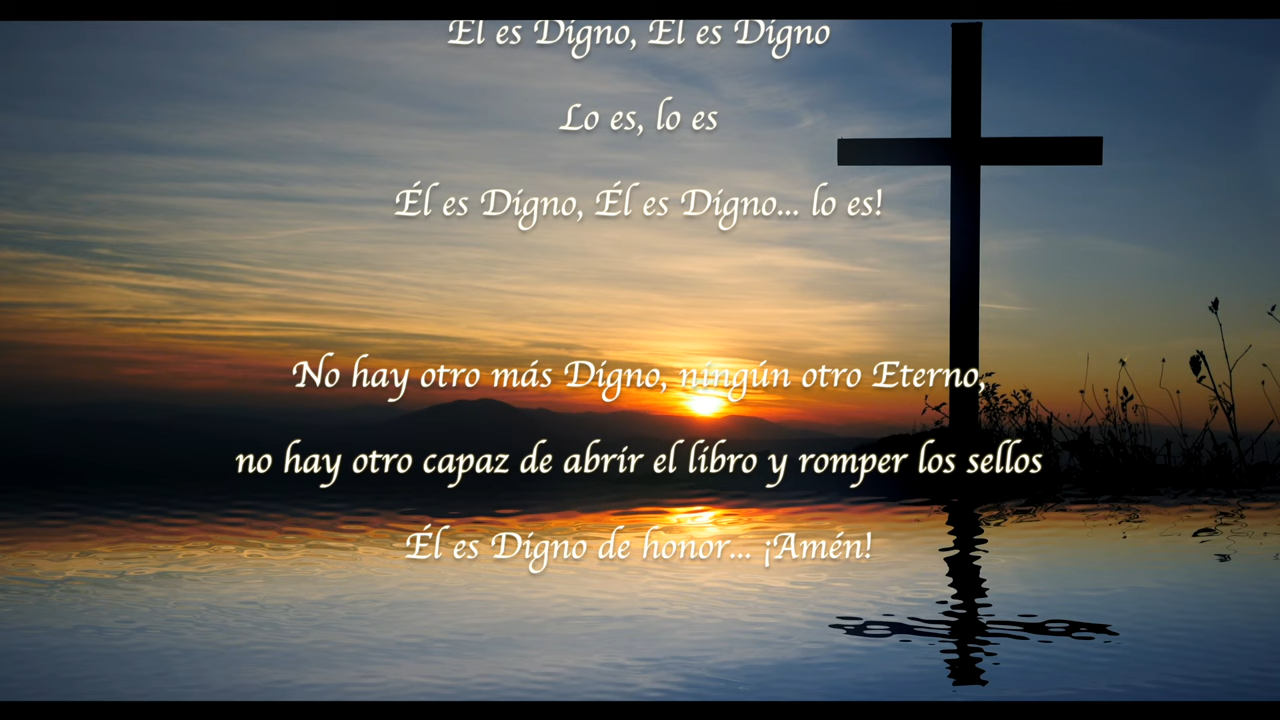 Él es Digno, Él es Digno
Lo es, lo es
Él es Digno, Él es Digno... lo es!
No hay otro más Digno, ningún otro Eterno,
no hay otro capaz de abrir el libro y romper los sellos
Él es Digno de honor... ¡Amén!